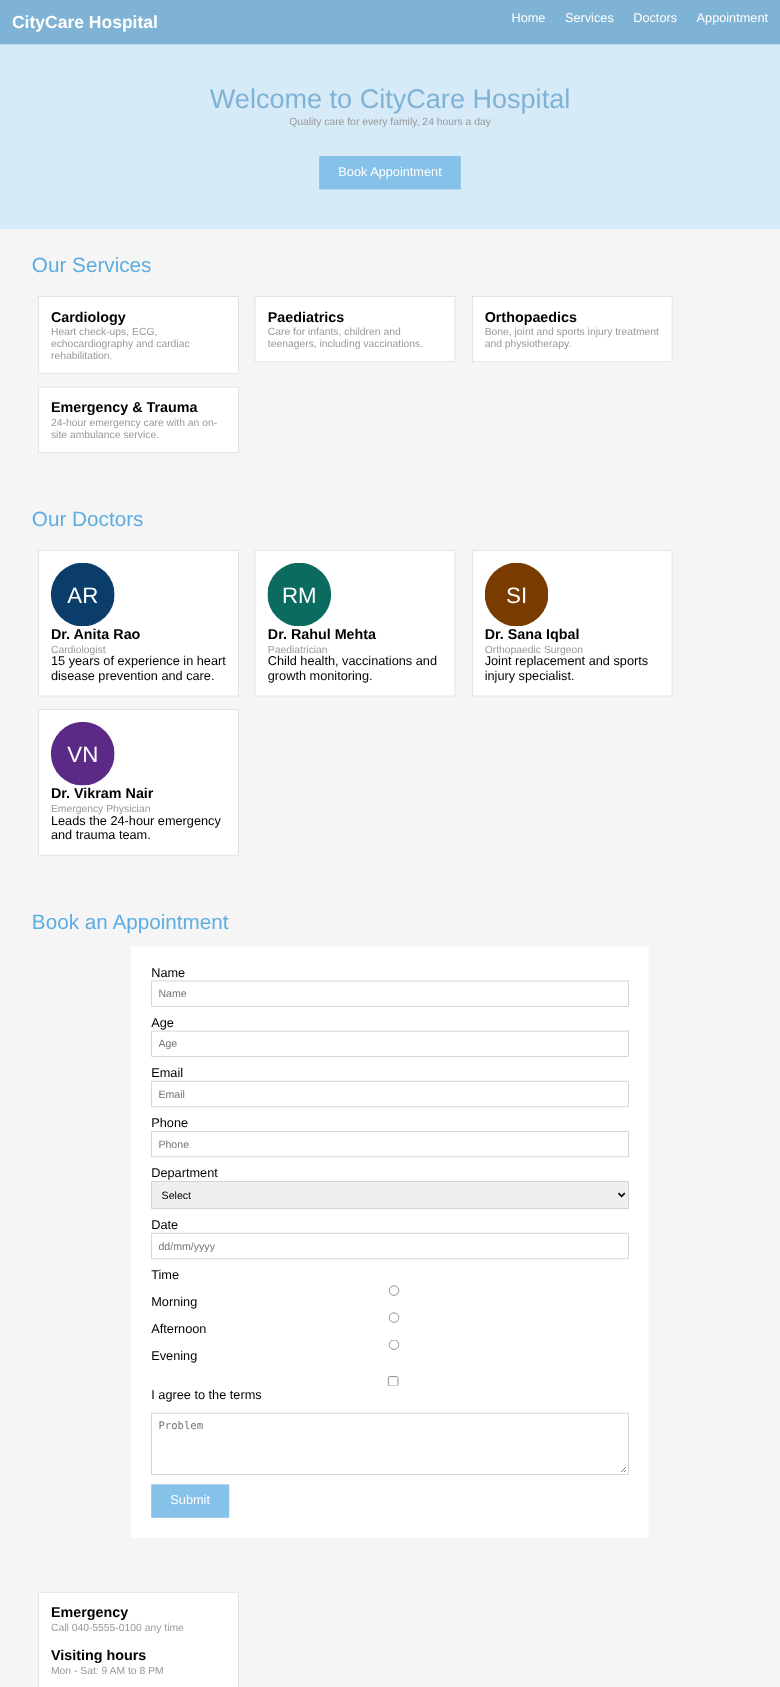 CityCare Hospital
Home Services Doctors Appointment
Welcome to CityCare Hospital
Quality care for every family, 24 hours a day
Book Appointment
Our Services
Cardiology
Heart check-ups, ECG,
echocardiography and cardiac
rehabilitation.
Paediatrics
Care for infants, children and
teenagers, including vaccinations.
Orthopaedics
Bone, joint and sports injury treatment
and physiotherapy.
Emergency & Trauma
24-hour emergency care with an on-
site ambulance service.
Our Doctors
AR
Dr. Anita Rao
Cardiologist
15 years of experience in heart
disease prevention and care.
RM
Dr. Rahul Mehta
Paediatrician
Child health, vaccinations and
growth monitoring.
SI
Dr. Sana Iqbal
Orthopaedic Surgeon
Joint replacement and sports
injury specialist.
VN
Dr. Vikram Nair
Emergency Physician
Leads the 24-hour emergency
and trauma team.
Book an Appointment
Name
Name
Age
Age
Email
Email
Phone
Phone
Department
Select
Date
dd/mm/yyyy
Time
Morning
Afternoon
Evening
I agree to the terms
Problem
Submit
Emergency
Call 040-5555-0100 any time
Visiting hours
Mon - Sat: 9 AM to 8 PM